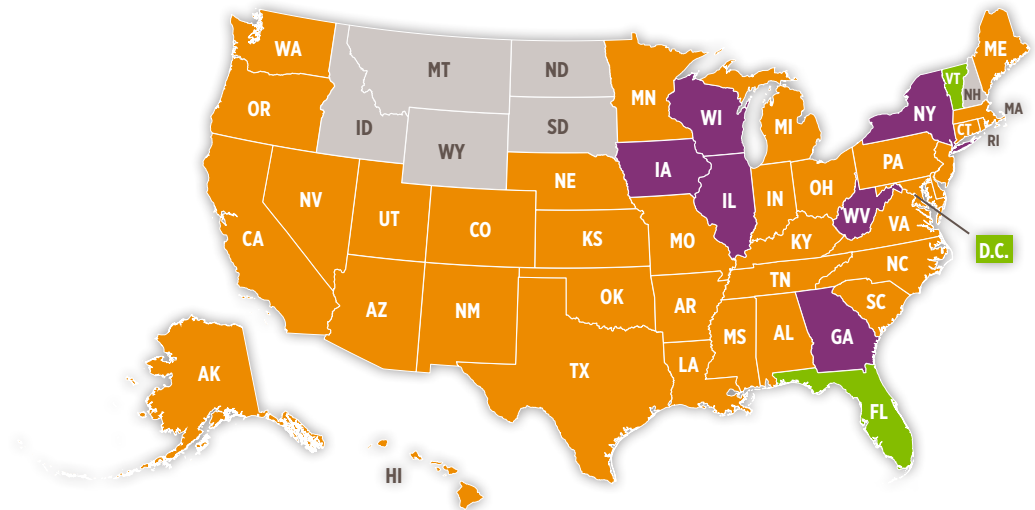 WA
ME
MT
ND
VT
MN
NH
OR
MA
WI
NY
ID
SD
MI
CT
RI
WY
PA
IA
NE
OH
IL
IN
NV
WV
UT
CO
VA
CA
KS
MO
KY
D.C.
NC
TN
OK
SC
AZ
NM
AR
MS
AL
GA
LA
TX
AK
FL
HI